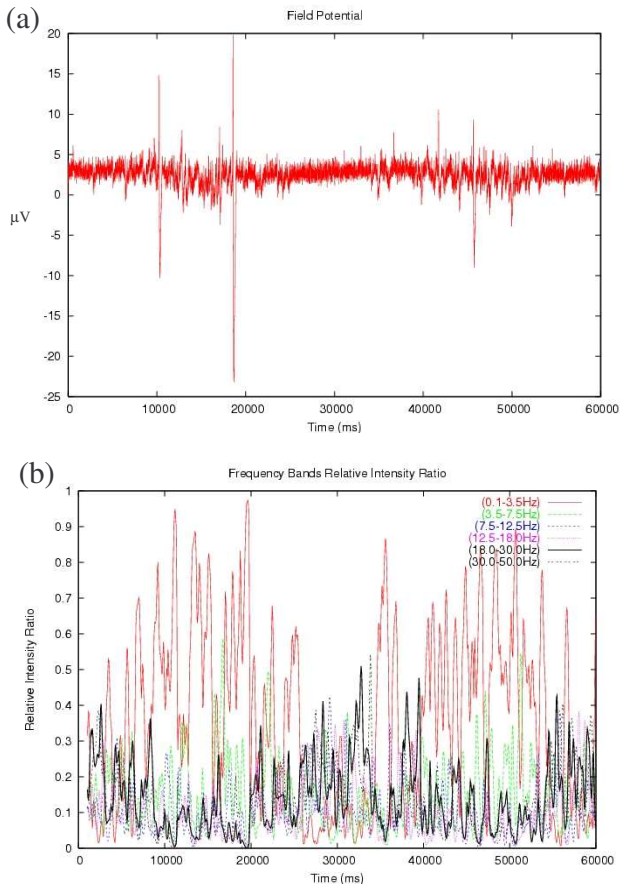 (a)
Field Potential
20
15
10
5
0
-5
-10
-15
-20
-25
μV
0 10000 20000 30000 40000 50000 60000
Time (ms)
(b)
Frequency Bands Relative Intensity Ratio
1
0.9
0.8
0.7
0.6
0.5
0.4
0.3
0.2
0.1
0
Relative Intensity Ratio
(0.1-3.5Hz)
(3.5-7.5Hz)
(7.5-12.5Hz)
(12.5-18.0Hz)
(18.0-30.0Hz)
(30.0-50.0Hz)
0 10000 20000 30000 40000 50000 60000
Time (ms)